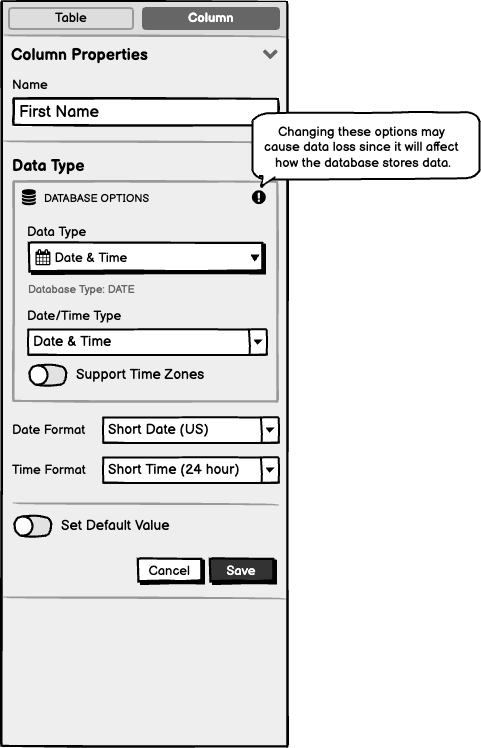 Table
Column
Column Properties
Name
First Name
Changing these options may
cause data loss since it will affect
how the database stores data.
Data Type
DATABASE OPTIONS
Data Type
Date & Time
Database Type: DATE
Date/Time Type
Date & Time
Support Time Zones
Date Format
Short Date (US)
Time Format
Short Time (24 hour)
Set Default Value
Cancel
Save